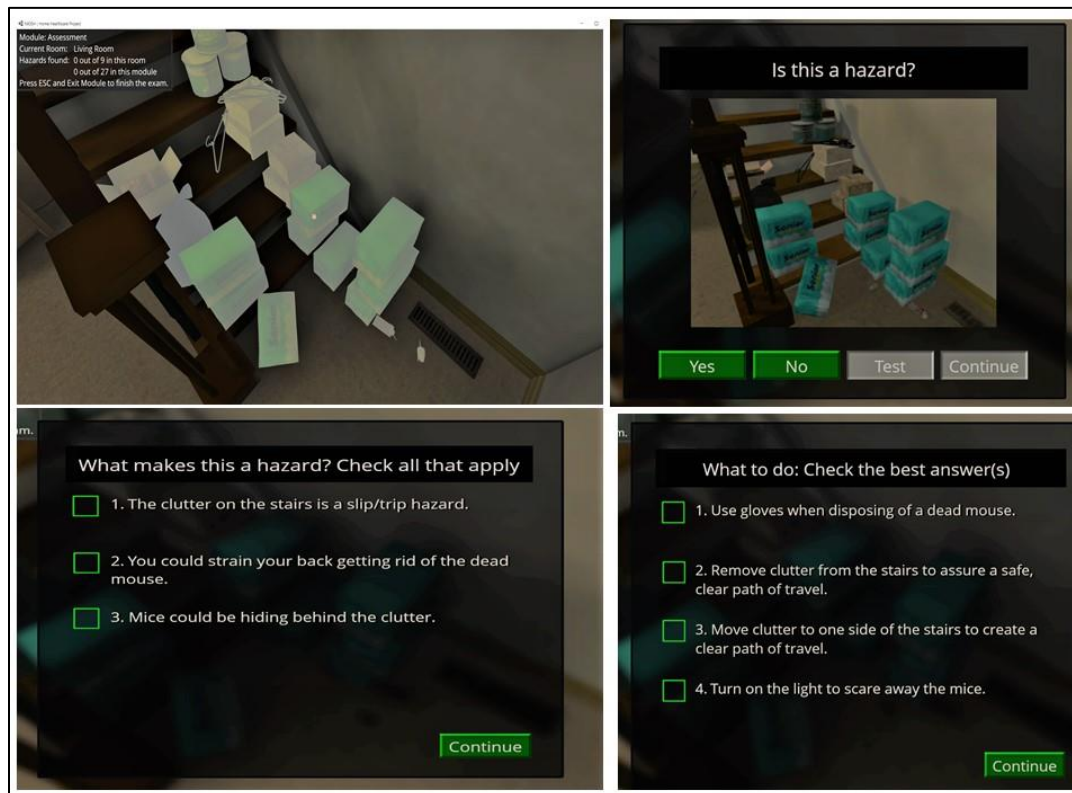 Module: Assessment
Current Room: Living Room
Hazards found: 0 out of 9 in this room
0 out of 27 in this module
Press ESC and Exit Module to finish the exam.
Is this a hazard?
Senior
Senior
Yes
No
Test
Continue
am.
What makes this a hazard? Check all that apply
1. The clutter on the stairs is a slip/trip hazard.
2. You could strain your back getting rid of the dead
mouse.
3. Mice could be hiding behind the clutter.
Continue
m.
What to do: Check the best answer(s)
1. Use gloves when disposing of a dead mouse.
2. Remove clutter from the stairs to assure a safe,
clear path of travel.
3. Move clutter to one side of the stairs to create a
clear path of travel.
4. Turn on the light to scare away the mice.
Continue